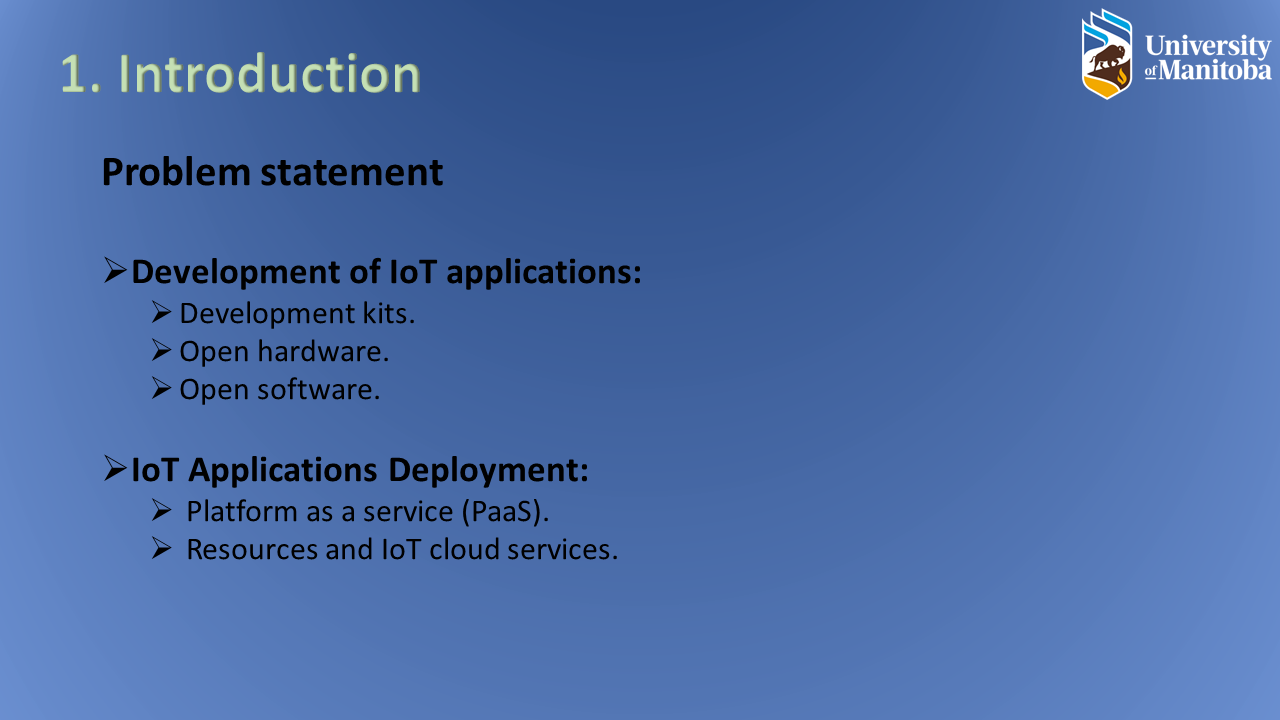 1. Introduction
University
of Manitoba
Problem statement
➢Development of IoT applications:
➢ Development kits.
➢ Open hardware.
➢ Open software.
➢IoT Applications Deployment:
➢ Platform as a service (PaaS).
➢ Resources and IoT cloud services.